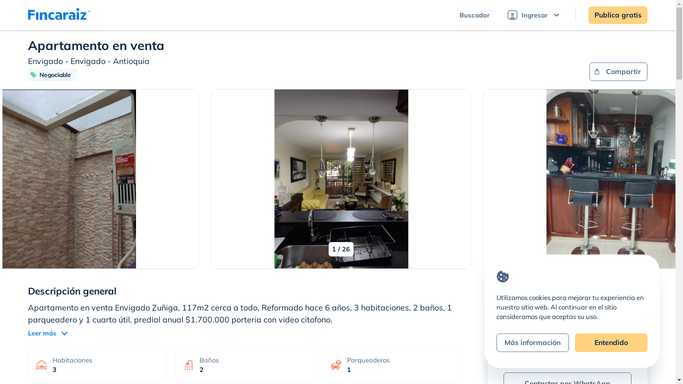 Fincaraiz
Buscador
Ingresar
Publica gratis
Apartamento en venta
Envigado - Envigado - Antioquia
Negociable
Compartir
1 / 26
Descripción general
Apartamento en venta Envigado Zuñiga, 117m2 cerca a todo, Reformado hace 6 años, 3 habitaciones, 2 baños, 1
parqueadero y 1 cuarto útil, predial anual $1.700.000 porteria con video citofono.
Leer más
Habitaciones
3
Baños
2
Parqueaderos
1
Utilizamos cookies para mejorar tu experiencia en
nuestro sitio web. Al continuar en el sitio
consideramos que aceptas su uso.
Más información
Entendido
Contactar por WhatsApp